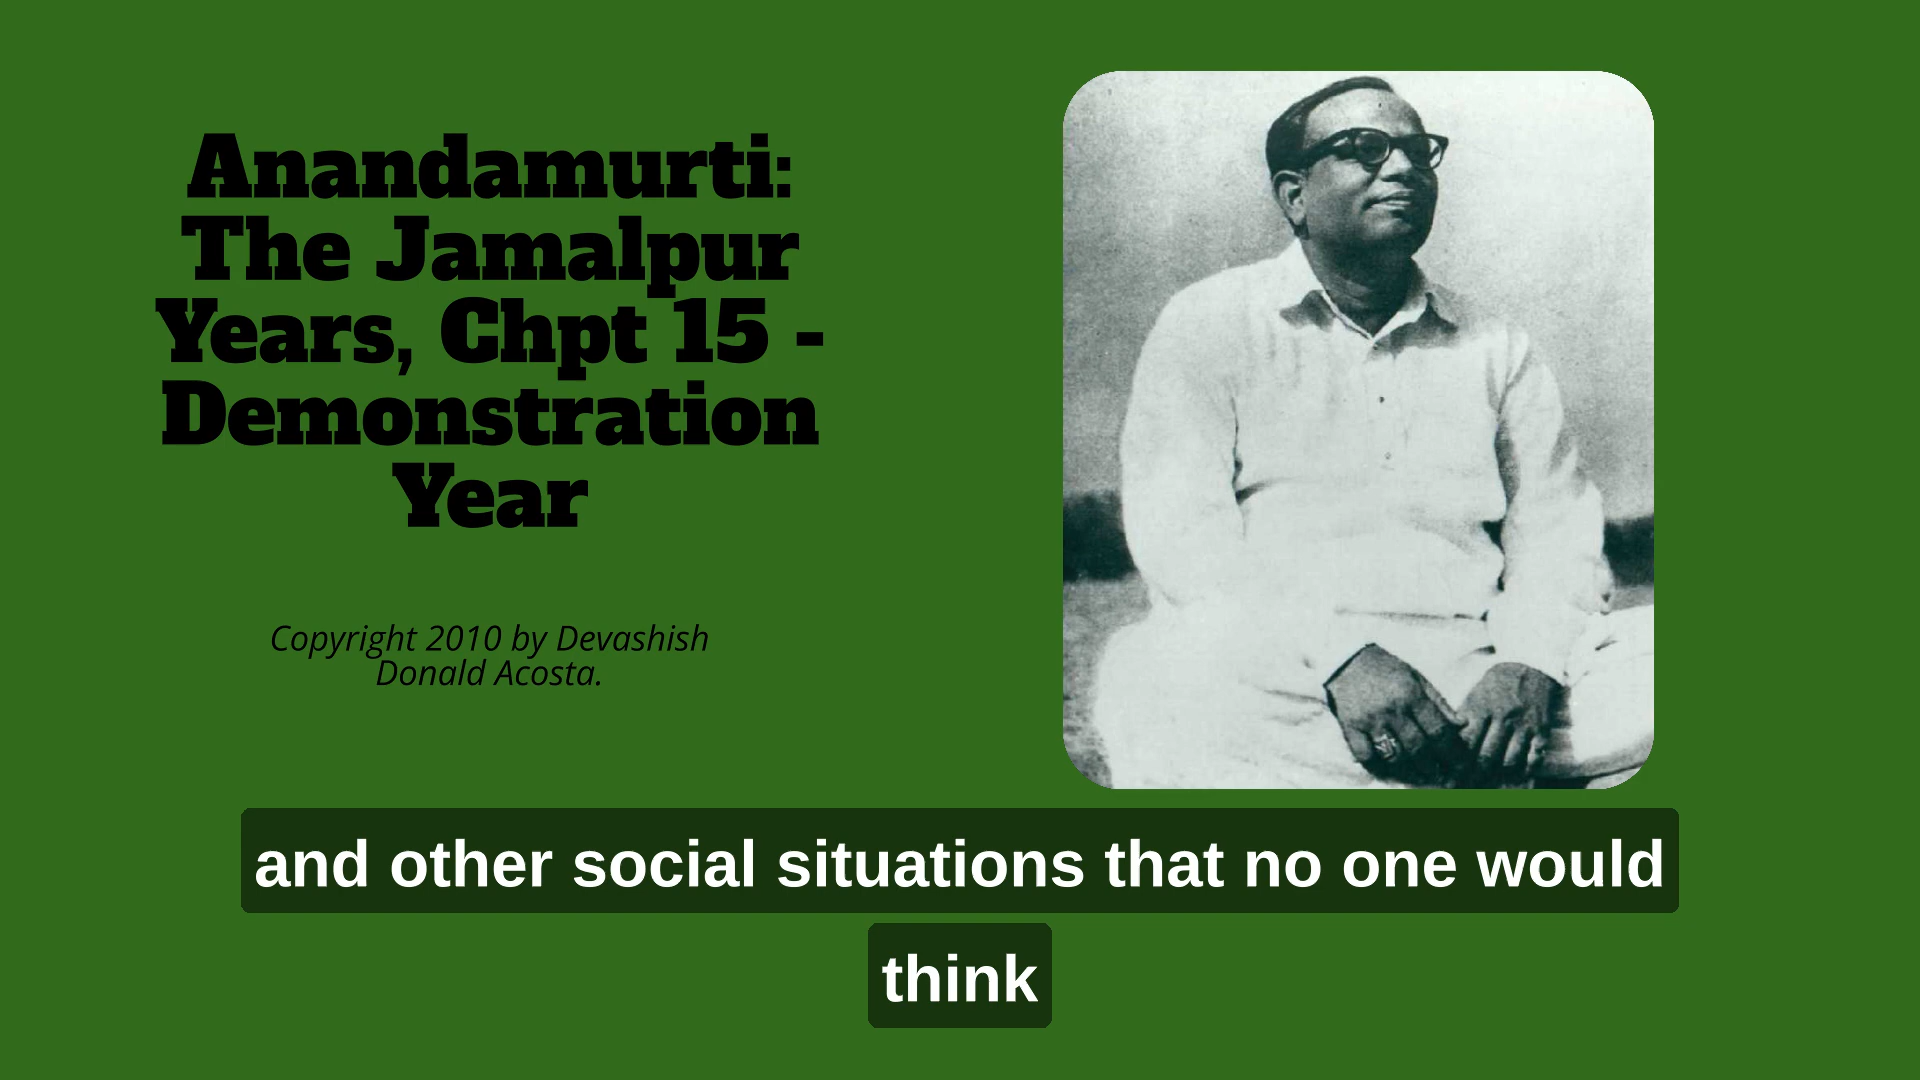 Anandamurti:
The Jamalpur
Years, Chpt 15 -
Demonstration
Year
Copyright 2010 by Devashish
Donald Acosta.
and other social situations that no one would
think